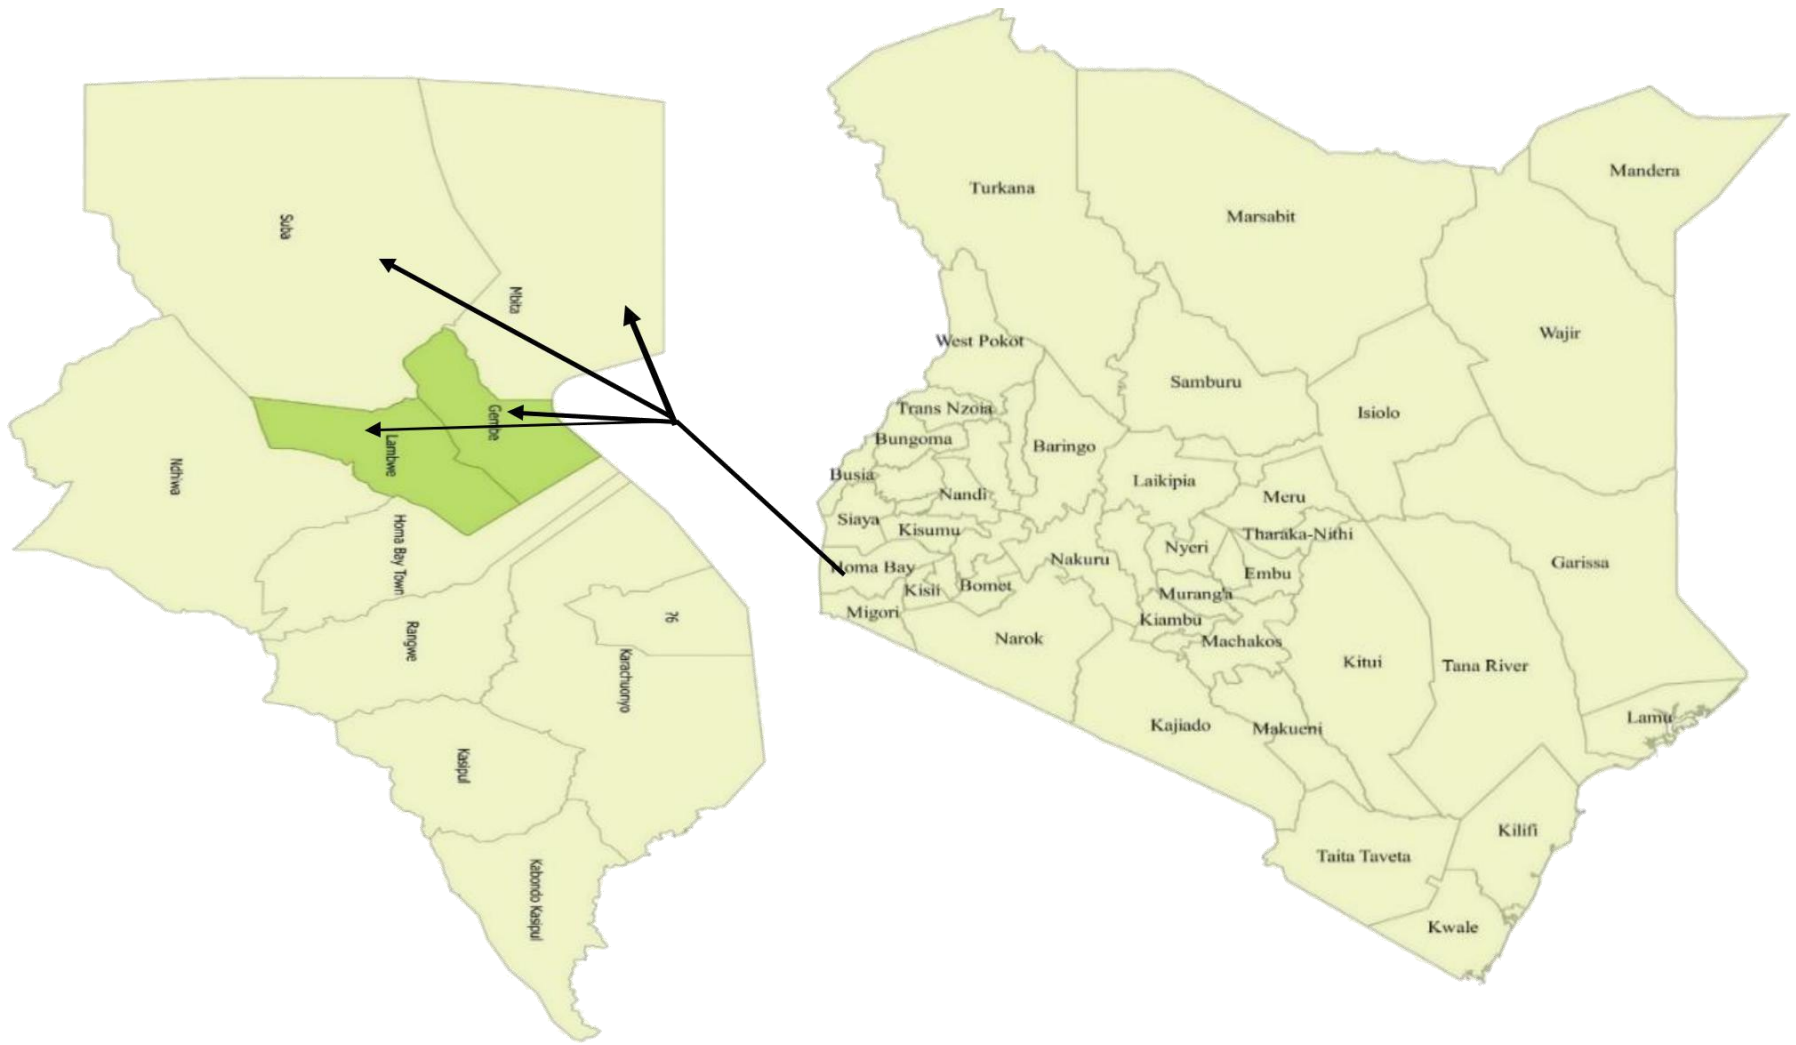 Suba
Mbita
Gembe
Lambwe
Ndhiwa
Homa Bay Town
Rangwe
?6
Karachuonyo
Kasipul
Kabondo Kasipul
Turkana
Marsabit
Mandera
Wajir
West Pokot
Samburu
Isiolo
Trans Nzoia
Bungoma
Baringo
Busia
Nandi
Laikipia
Meru
Siaya
Kisumu
Tharaka-Nithi
Nyeri
Nakuru
Embu
Garissa
Homa Bay
Kisii
Bomet
Murang'a
Migori
Kiambu
Narok
Machakos
Kitui
Tana River
Kajiado
Makueni
Lamu
Kilifi
Taita Taveta
Kwale